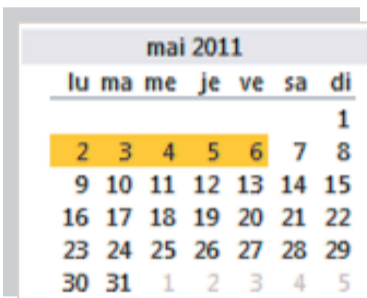 mai 2011
lu ma me je ve sa di
1
2 3 4 5 6 7 8
9 10 11 12 13 14 15
16 17 18 19 20 21 22
23 24 25 26 27 28 29
30 31 1 2 3 4 5